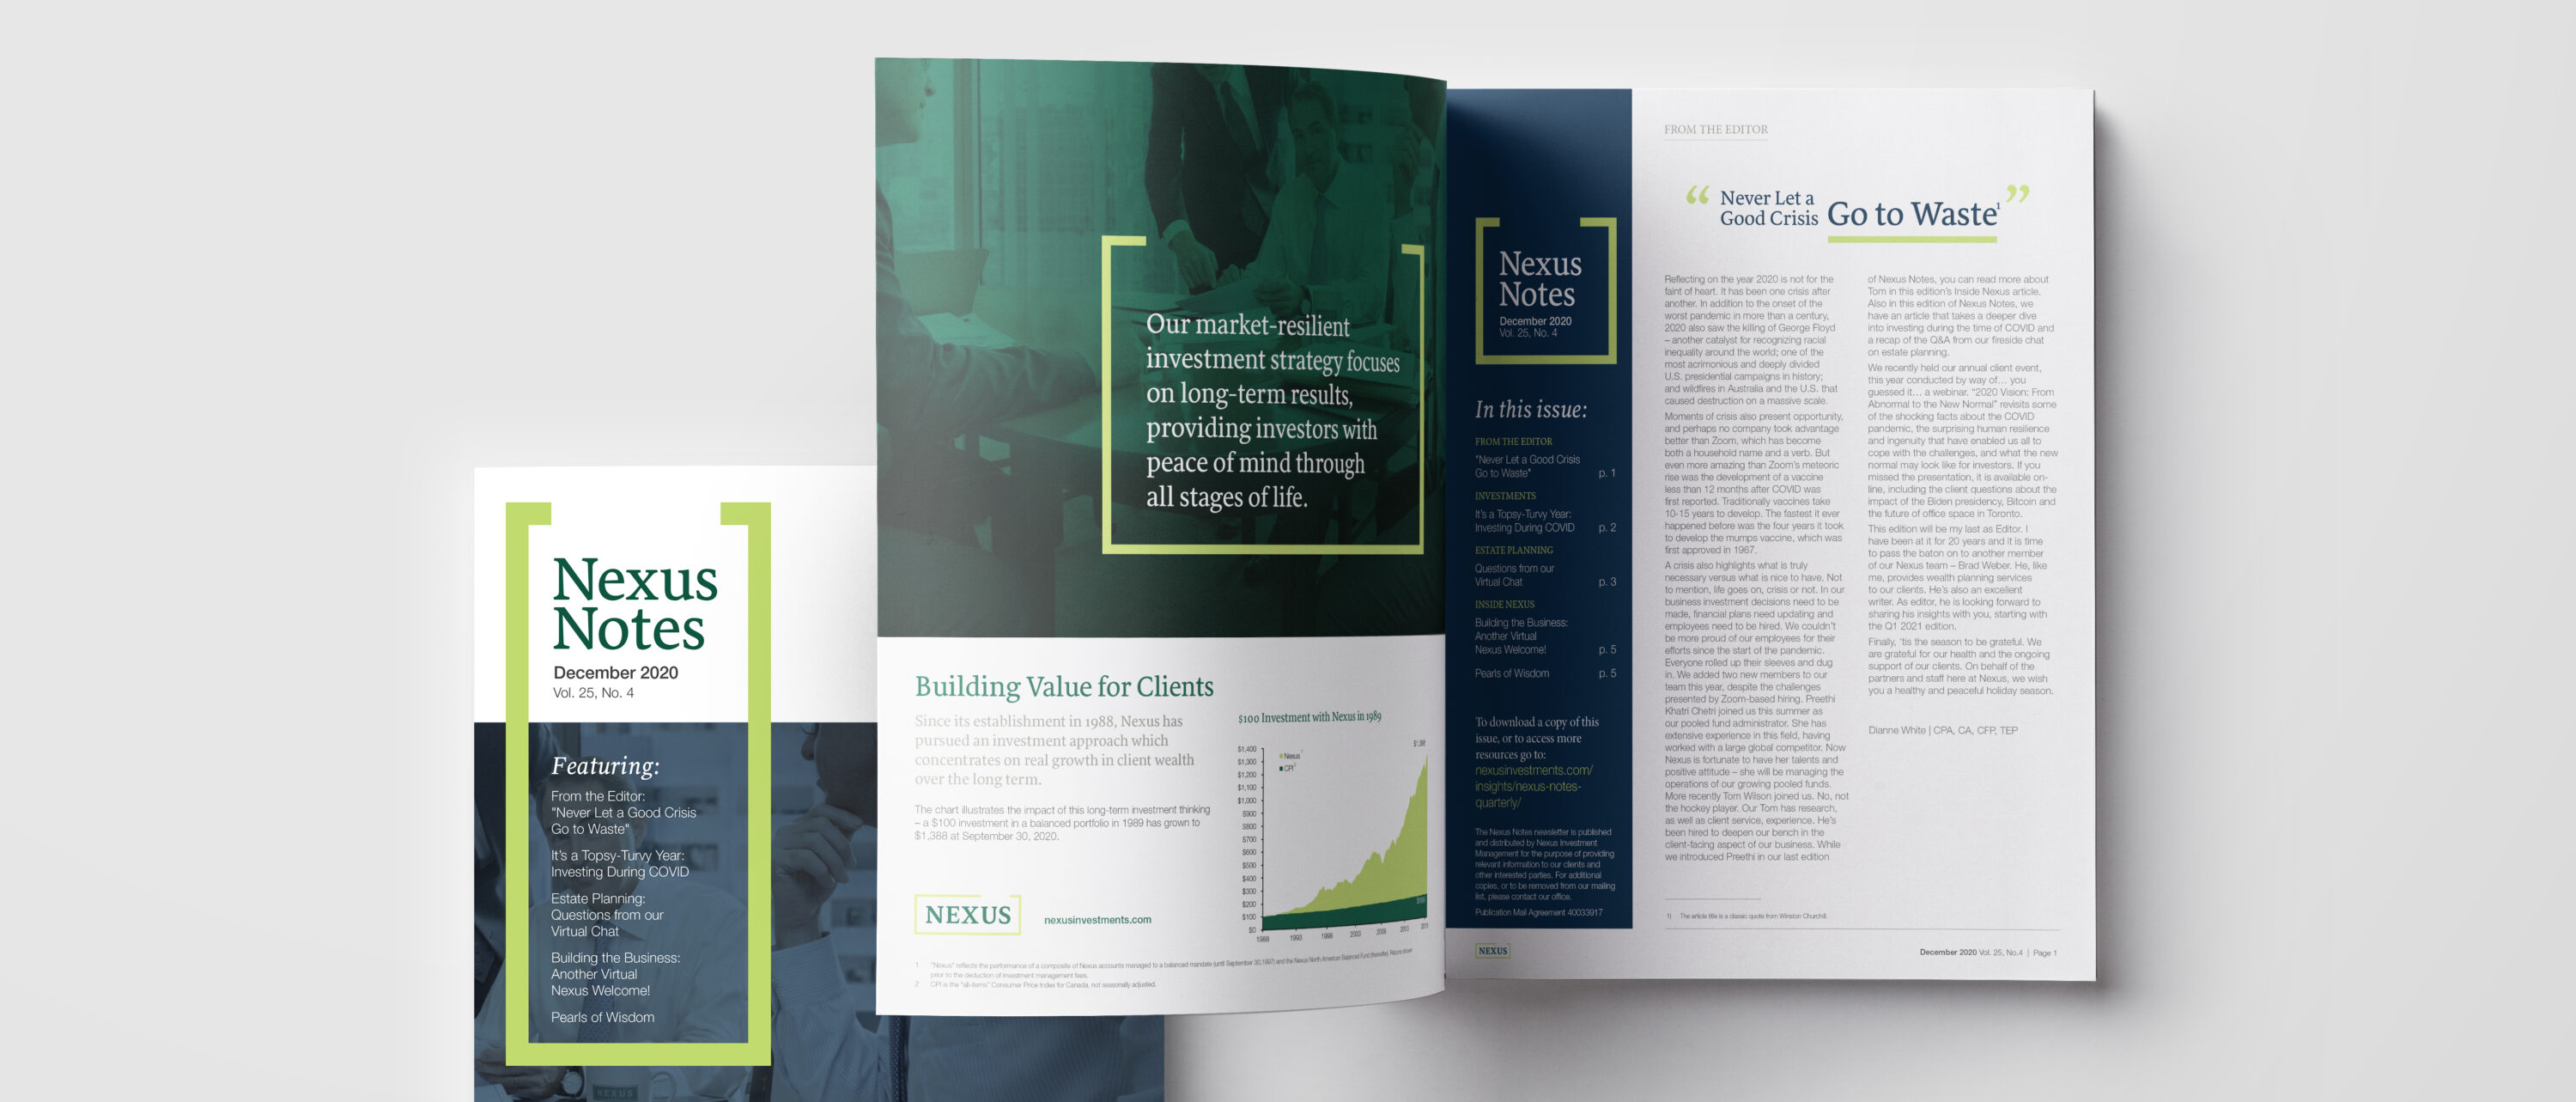 Nexus
Notes
December 2020
Vol. 25, No. 4
Featuring:
From the Editor:
"Never Let a Good Crisis
Go to Waste"
It's a Topsy-Turvy Year:
Investing During COVID
Estate Planning:
Questions from our
Virtual Chat
Building the Business:
Another Virtual
Nexus Welcome!
Pearls of Wisdom
NEXUS
Our market-resilient
investment strategy focuses
on long-term results,
providing investors with
peace of mind through
all stages of life.
Building Value for Clients
Since its establishment in 1988, Nexus has
pursued an investment approach which
concentrates on real growth in client wealth
over the long term.
The chart illustrates the impact of this long-term investment thinking
– a $100 investment in a balanced portfolio in 1989 has grown to
$1,388 at September 30, 2020.
NEXUS
nexusinvestments.com
$100 Investment with Nexus in 1989
$1,400
$1,300
$1,200
$1,100
$1,000
$900
$800
$700
$600
$500
$400
$300
$200
$100
$0
Nexus¹
CPI²
$1,388
1988
1993
1998
2003
2008
2013
1 "Nexus" reflects the performance of a composite of Nexus accounts managed to a balanced mandate (until September 30, 1997) and the Nexus North American Balanced Fund (thereafter). Returns shown
prior to the deduction of investment management fees.
2 CPI is the "all-items" Consumer Price Index for Canada, not seasonally adjusted.
Nexus
Notes
December 2020
Vol. 25, No. 4
In this issue:
FROM THE EDITOR
"Never Let a Good Crisis
Go to Waste" p. 1
INVESTMENTS
It's a Topsy-Turvy Year:
Investing During COVID p. 2
ESTATE PLANNING
Questions from our
Virtual Chat p. 3
INSIDE NEXUS
Building the Business:
Another Virtual
Nexus Welcome! p. 5
Pearls of Wisdom p. 5
To download a copy of this
issue, or to access more
resources go to:
nexusinvestments.com/
insights/nexus-notes-
quarterly/
The Nexus Notes newsletter is published
and distributed by Nexus Investment
Management for the purpose of providing
relevant information to our clients and
other interested parties. For additional
copies, or to be removed from our mailing
list, please contact our office.
Publication Mail Agreement 40033917
NEXUS
FROM THE EDITOR
“ Never Let a
Good Crisis Go to Waste¹ ”
Reflecting on the year 2020 is not for the
faint of heart. It has been one crisis after
another. In addition to the onset of the
worst pandemic in more than a century,
2020 also saw the killing of George Floyd
– another catalyst for recognizing racial
inequality around the world; one of the
most acrimonious and deeply divided
U.S. presidential campaigns in history;
and wildfires in Australia and the U.S. that
caused destruction on a massive scale.
Moments of crisis also present opportunity,
and perhaps no company took advantage
better than Zoom, which has become
both a household name and a verb. But
even more amazing than Zoom's meteoric
rise was the development of a vaccine
less than 12 months after COVID was
first reported. Traditionally vaccines take
10-15 years to develop. The fastest it ever
happened before was the four years it took
to develop the mumps vaccine, which was
first approved in 1967.
A crisis also highlights what is truly
necessary versus what is nice to have. Not
to mention, life goes on, crisis or not. In our
business investment decisions need to be
made, financial plans need updating and
employees need to be hired. We couldn't
be more proud of our employees for their
efforts since the start of the pandemic.
Everyone rolled up their sleeves and dug
in. We added two new members to our
team this year, despite the challenges
presented by Zoom-based hiring. Preethi
Khatri Chetri joined us this summer as
our pooled fund administrator. She has
extensive experience in this field, having
worked with a large global competitor. Now
Nexus is fortunate to have her talents and
positive attitude – she will be managing the
operations of our growing pooled funds.
More recently Tom Wilson joined us. No, not
the hockey player. Our Tom has research,
as well as client service, experience. He's
been hired to deepen our bench in the
client-facing aspect of our business. While
we introduced Preethi in our last edition
of Nexus Notes, you can read more about
Tom in this edition's Inside Nexus article.
Also in this edition of Nexus Notes, we
have an article that takes a deeper dive
into investing during the time of COVID and
a recap of the Q&A from our fireside chat
on estate planning.
We recently held our annual client event,
this year conducted by way of… you
guessed it… a webinar. "2020 Vision: From
Abnormal to the New Normal" revisits some
of the shocking facts about the COVID
pandemic, the surprising human resilience
and ingenuity that have enabled us all to
cope with the challenges, and what the new
normal may look like for investors. If you
missed the presentation, it is available on-
line, including the client questions about the
impact of the Biden presidency, Bitcoin and
the future of office space in Toronto.
This edition will be my last as Editor. I
have been at it for 20 years and it is time
to pass the baton on to another member
of our Nexus team – Brad Weber. He, like
me, provides wealth planning services
to our clients. He's also an excellent
writer. As editor, he is looking forward to
sharing his insights with you, starting with
the Q1 2021 edition.
Finally, 'tis the season to be grateful. We
are grateful for our health and the ongoing
support of our clients. On behalf of the
partners and staff here at Nexus, we wish
you a healthy and peaceful holiday season.
Dianne White | CPA, CA, CFP, TEP
1) The article title is a classic quote from Winston Churchill.
December 2020 Vol. 25, No.4 | Page 1